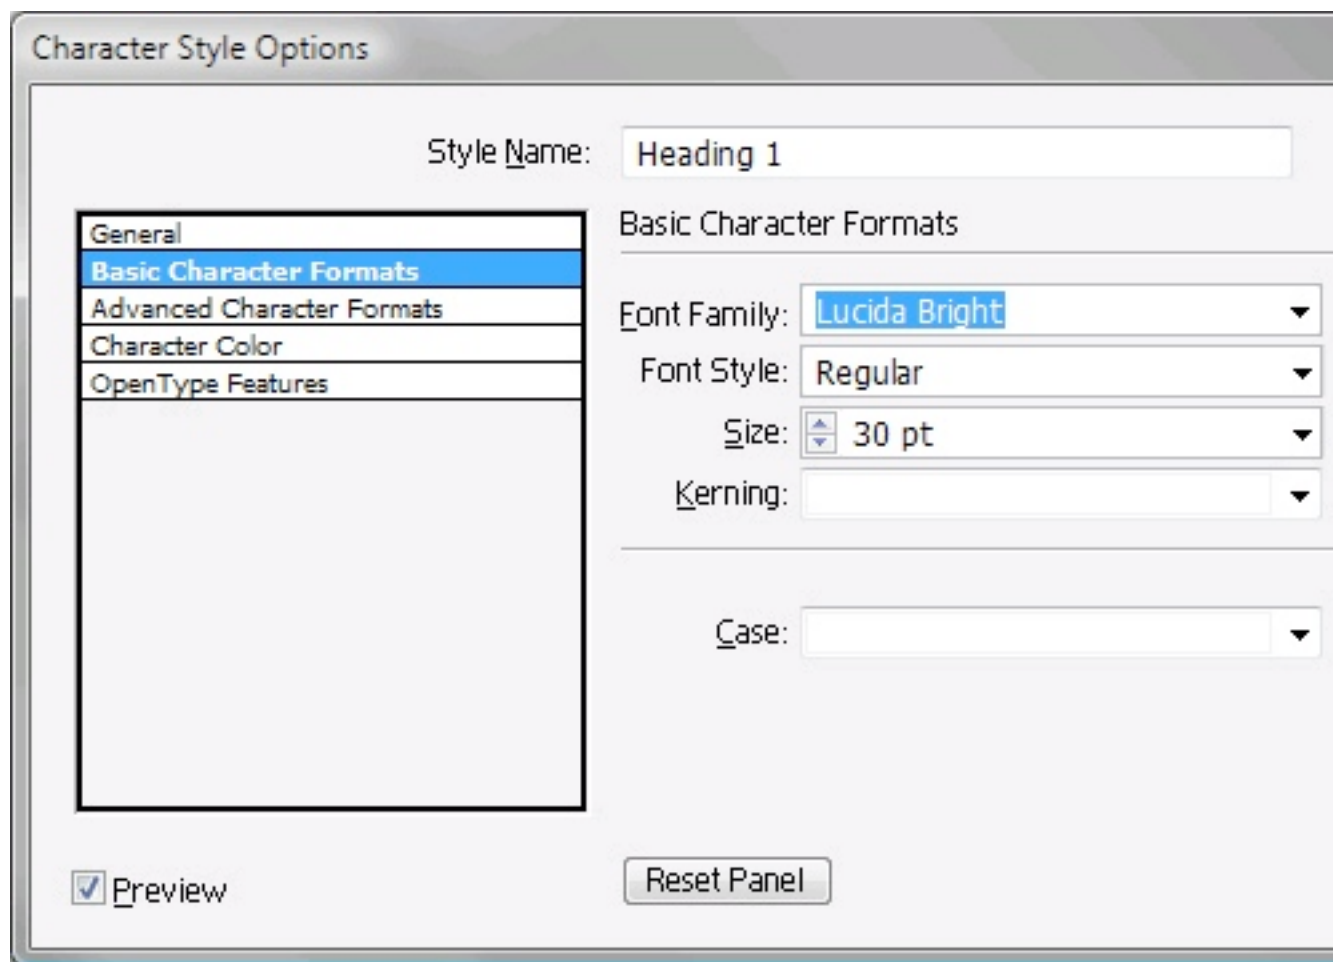 Character Style Options
Style Name: Heading 1
General
Basic Character Formats
Advanced Character Formats
Character Color
OpenType Features
Basic Character Formats
Font Family: Lucida Bright
Font Style: Regular
Size: 30 pt
Kerning:
Case:
Preview
Reset Panel